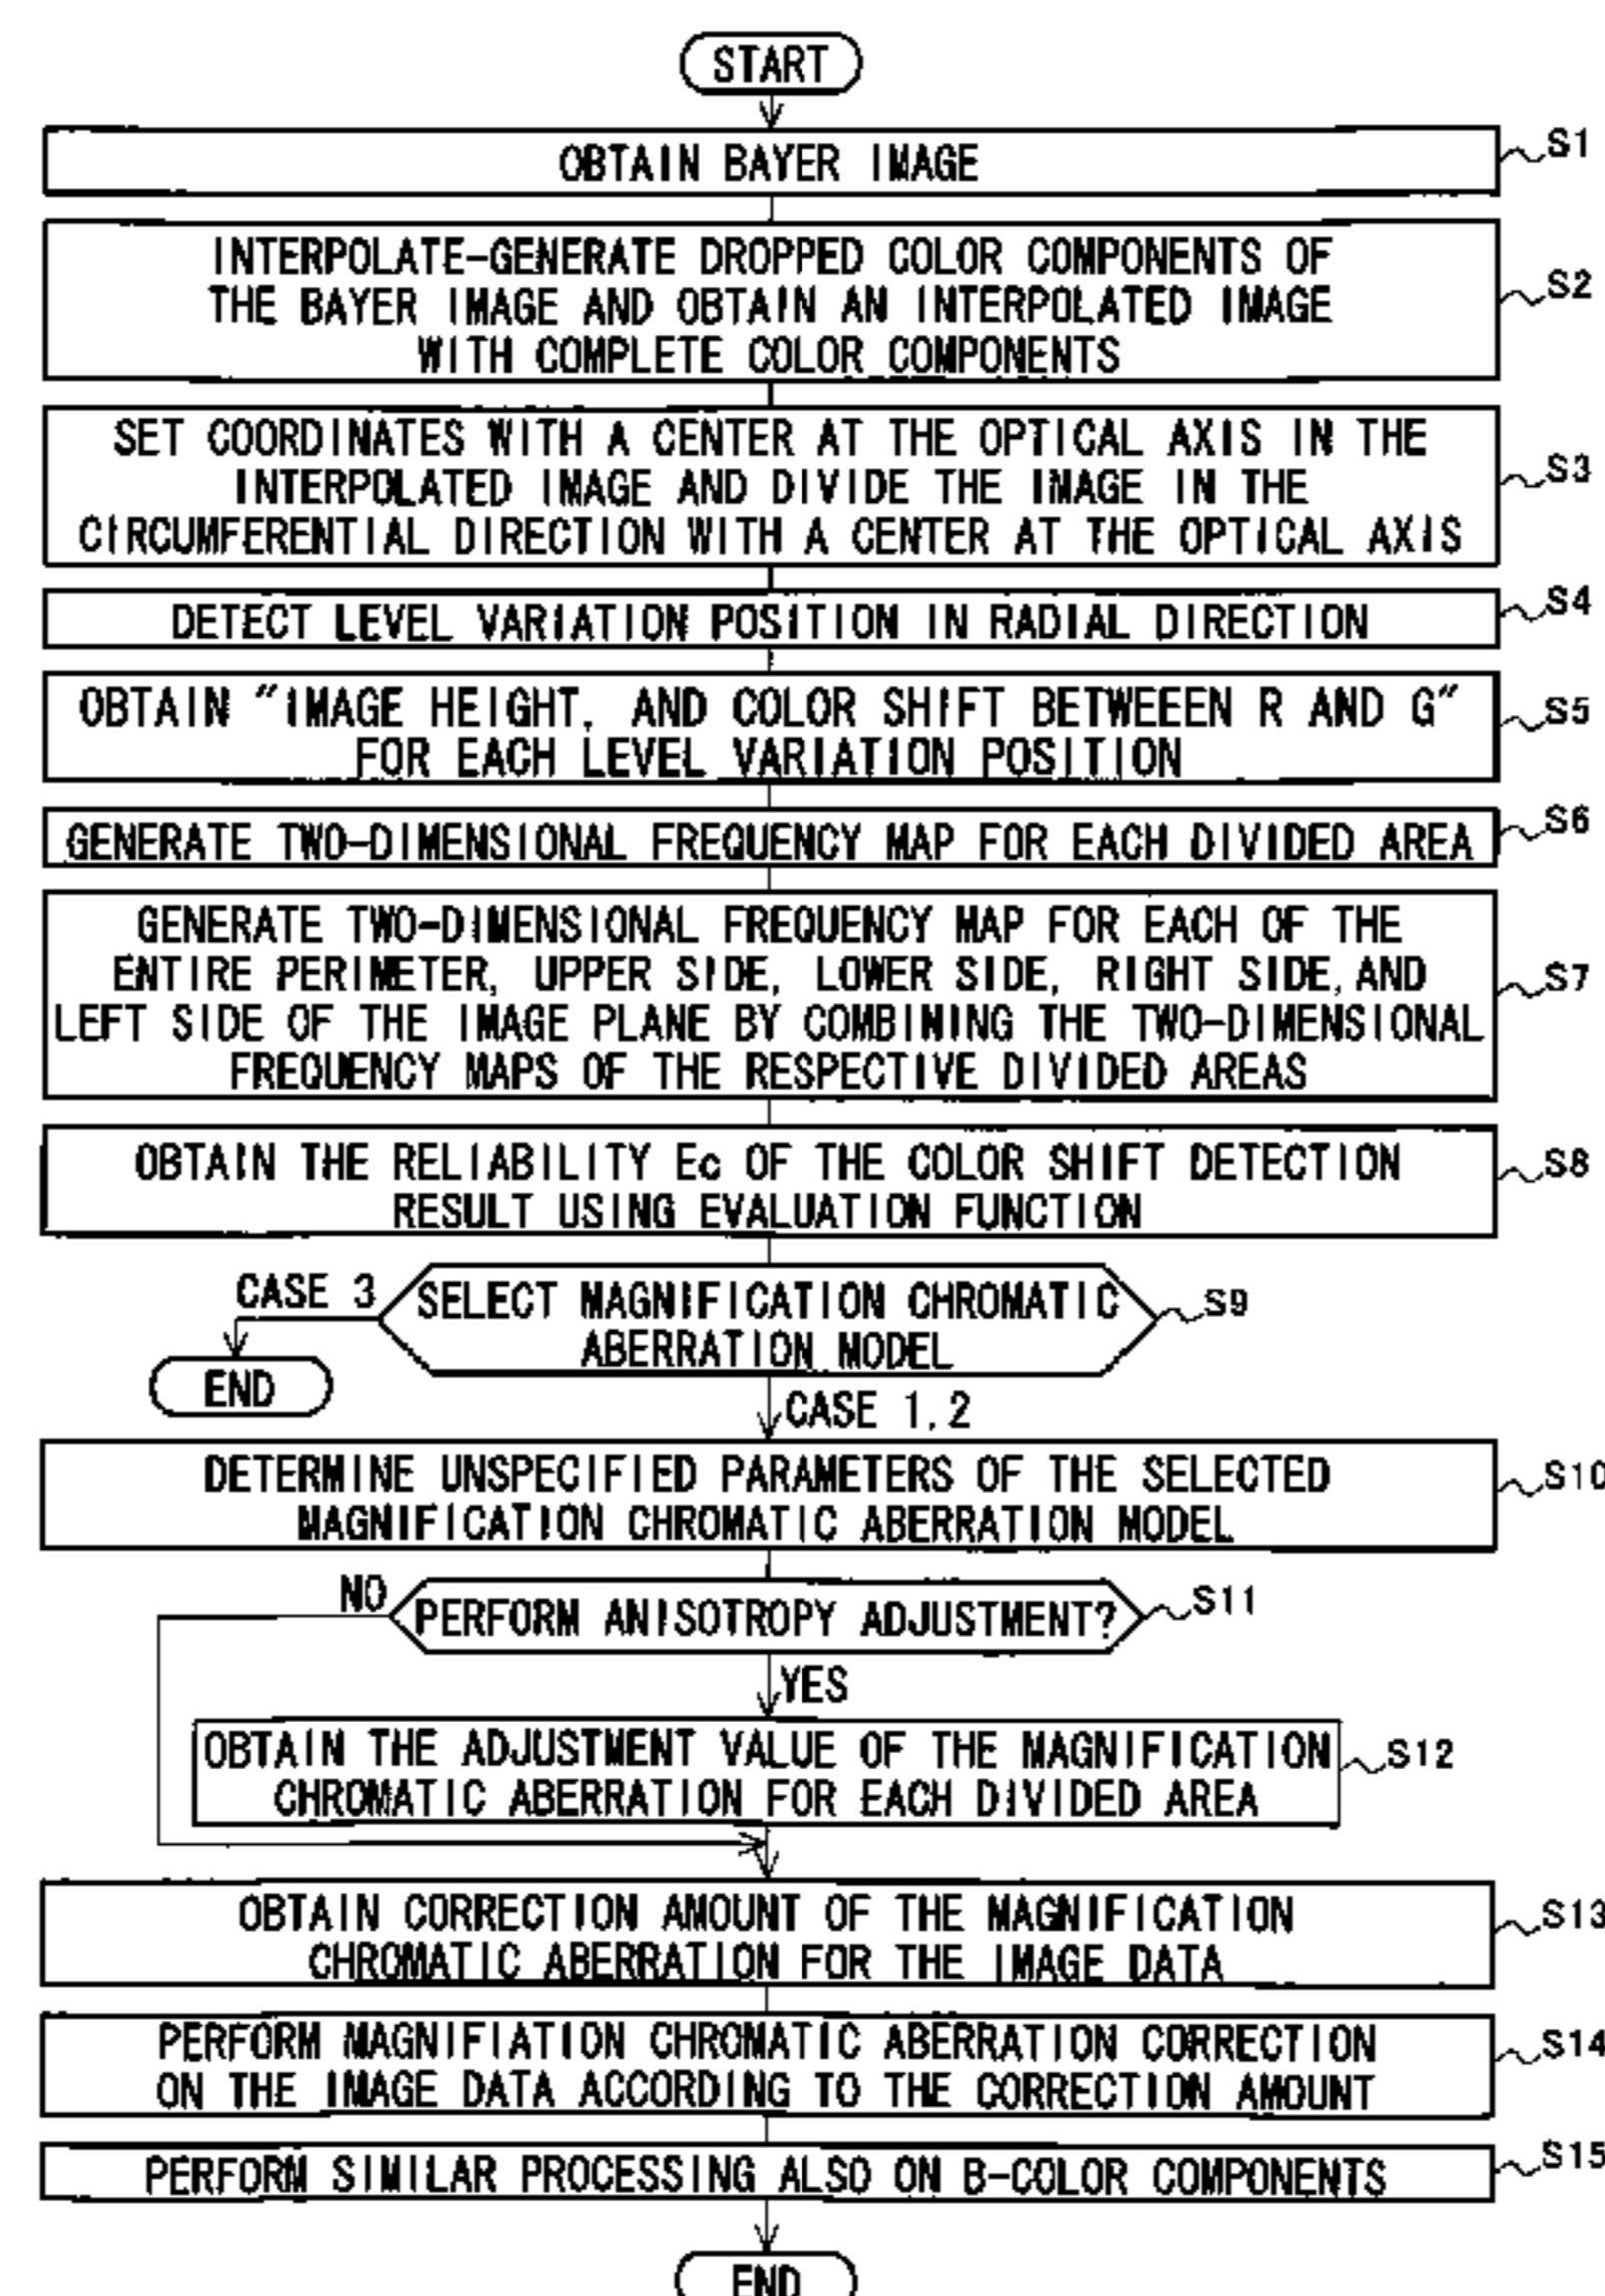 START
OBTAIN BAYER IMAGE
S1
INTERPOLATE-GENERATE DROPPED COLOR COMPONENTS OF
THE BAYER IMAGE AND OBTAIN AN INTERPOLATED IMAGE
WITH COMPLETE COLOR COMPONENTS
S2
SET COORDINATES WITH A CENTER AT THE OPTICAL AXIS IN THE
INTERPOLATED IMAGE AND DIVIDE THE IMAGE IN THE
CIRCUMFERENTIAL DIRECTION WITH A CENTER AT THE OPTICAL AXIS
S3
DETECT LEVEL VARIATION POSITION IN RADIAL DIRECTION
S4
OBTAIN "IMAGE HEIGHT, AND COLOR SHIFT BETWEEEN R AND G"
FOR EACH LEVEL VARIATION POSITION
S5
GENERATE TWO-DIMENSIONAL FREQUENCY MAP FOR EACH DIVIDED AREA
S6
GENERATE TWO-DIMENSIONAL FREQUENCY MAP FOR EACH OF THE
ENTIRE PERIMETER, UPPER SIDE, LOWER SIDE, RIGHT SIDE, AND
LEFT SIDE OF THE IMAGE PLANE BY COMBINING THE TWO-DIMENSIONAL
FREQUENCY MAPS OF THE RESPECTIVE DIVIDED AREAS
S7
OBTAIN THE RELIABILITY Ec OF THE COLOR SHIFT DETECTION
RESULT USING EVALUATION FUNCTION
S8
CASE 3
SELECT MAGNIFICATION CHROMATIC
ABERRATION MODEL
S9
END
CASE 1,2
DETERMINE UNSPECIFIED PARAMETERS OF THE SELECTED
MAGNIFICATION CHROMATIC ABERRATION MODEL
S10
NO
PERFORM ANISOTROPY ADJUSTMENT?
S11
YES
OBTAIN THE ADJUSTMENT VALUE OF THE MAGNIFICATION
CHROMATIC ABERRATION FOR EACH DIVIDED AREA
S12
OBTAIN CORRECTION AMOUNT OF THE MAGNIFICATION
CHROMATIC ABERRATION FOR THE IMAGE DATA
S13
PERFORM MAGNIFIATION CHROMATIC ABERRATION CORRECTION
ON THE IMAGE DATA ACCORDING TO THE CORRECTION AMOUNT
S14
PERFORM SIMILAR PROCESSING ALSO ON B-COLOR COMPONENTS
S15
END